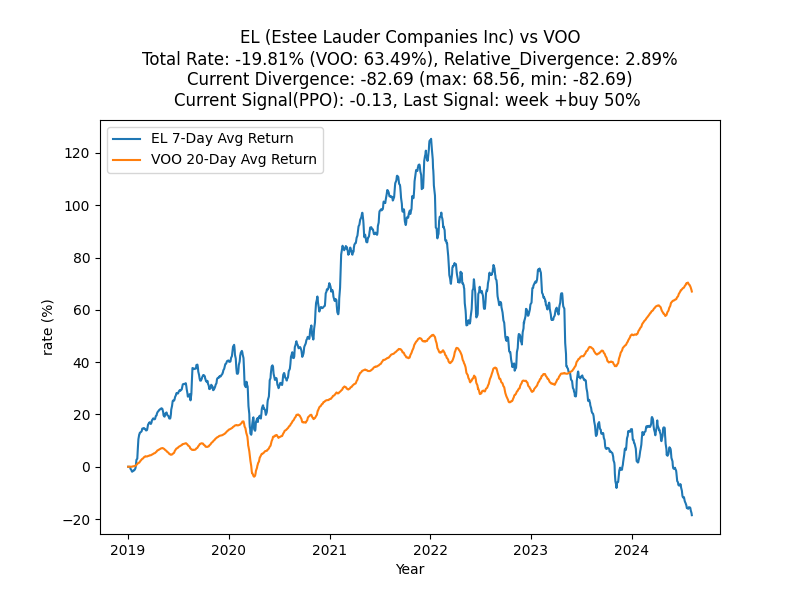 EL (Estee Lauder Companies Inc) vs VOO
Total Rate: -19.81% (VOO: 63.49%), Relative_Divergence: 2.89%
Current Divergence: -82.69 (max: 68.56, min: -82.69)
Current Signal(PPO): -0.13, Last Signal: week +buy 50%
EL 7-Day Avg Return
VOO 20-Day Avg Return
rate (%)
120
100
80
60
40
20
0
−20
2019
2020
2021
2022
2023
2024
Year